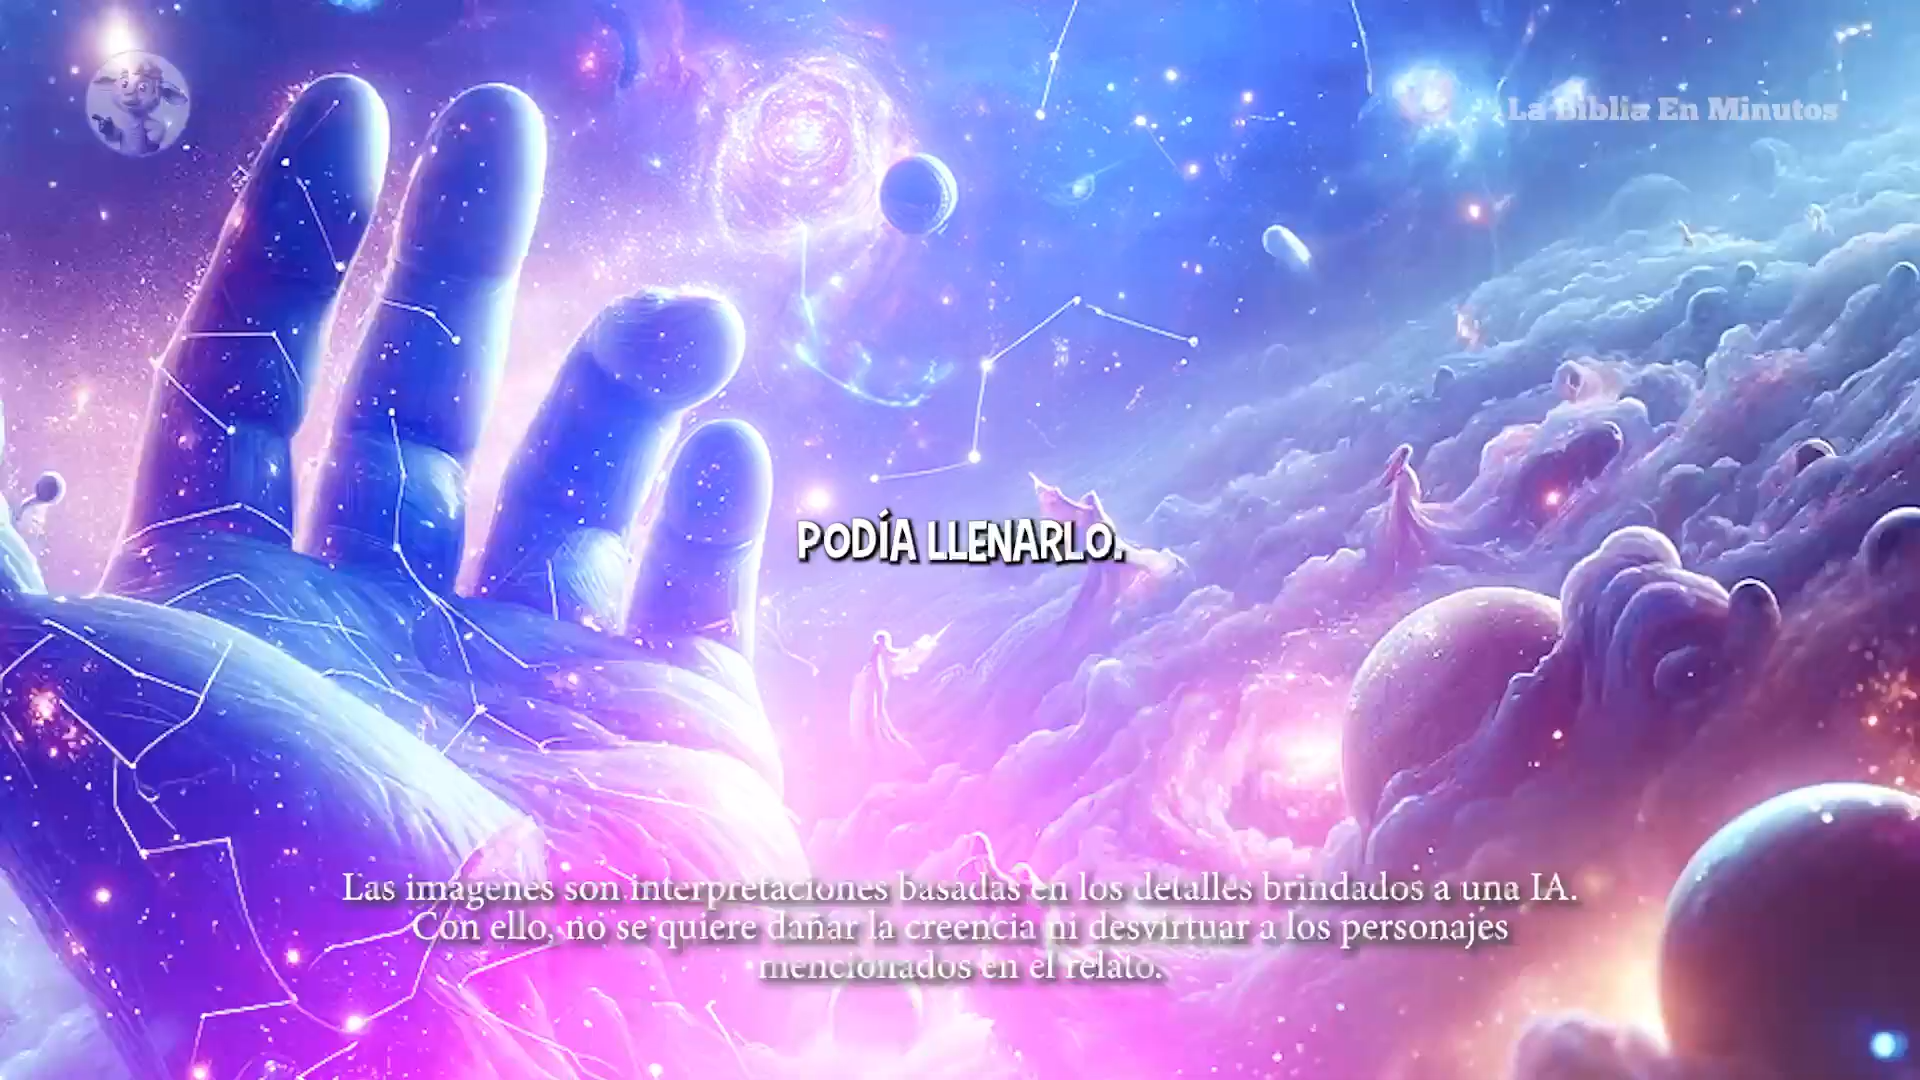 La Biblia En Minutos
PODÍA LLENARLO.
Las imágenes son interpretaciones basadas en los detalles brindados a una IA.
Con ello, no se quiere dañar la creencia ni desvirtuar a los personajes
mencionados en el relato.